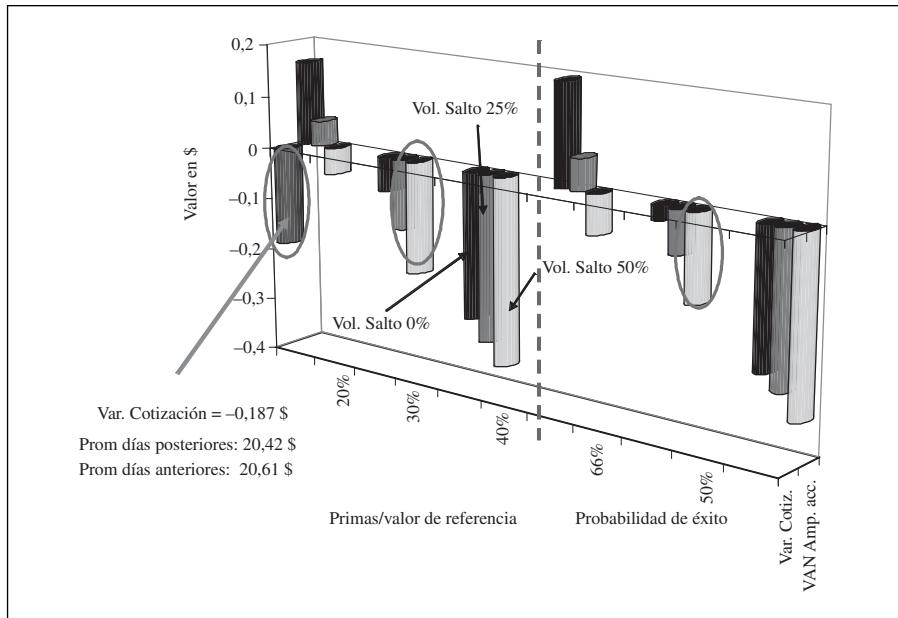 0,2
0,1
0
–0,1
–0,2
–0,3
–0,4
Valor en $
Vol. Salto 25%
Vol. Salto 50%
Vol. Salto 0%
20%
30%
40%
66%
50%
Var. Cotización = –0,187 $
Prom días posteriores: 20,42 $
Prom días anteriores: 20,61 $
Primas/valor de referencia
Probabilidad de éxito
Var. Cotiz.
VAN Amp. acc.